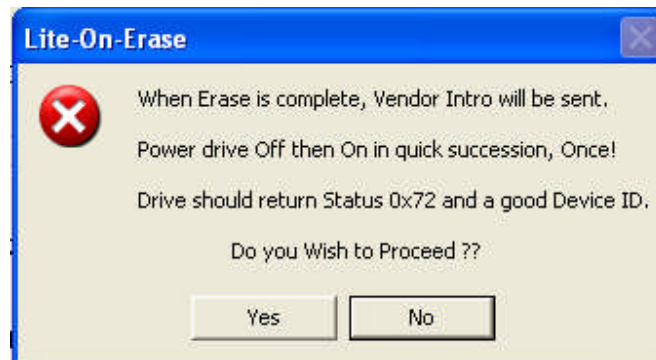 Lite-On-Erase
When Erase is complete, Vendor Intro will be sent.
Power drive Off then On in quick succession, Once!
Drive should return Status 0x72 and a good Device ID.
Do you Wish to Proceed ??
Yes
No